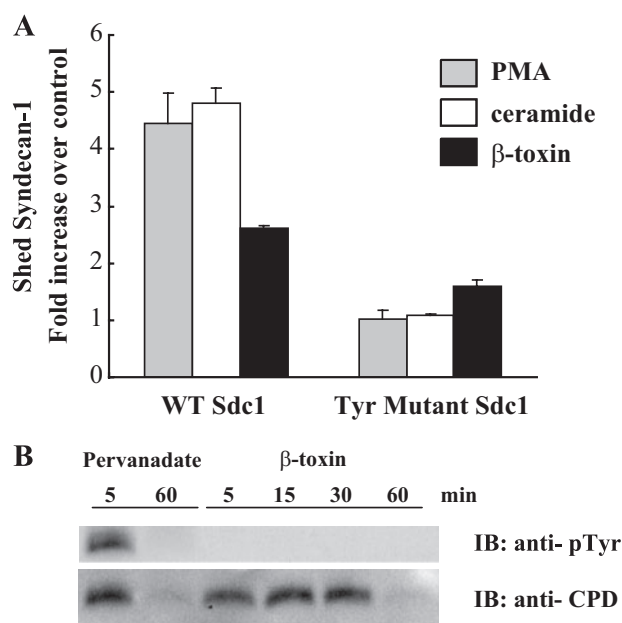 A
6
5
4
3
2
1
0
Shed Syndecan-1
Fold increase over control
PMA
ceramide
β-toxin
WT Sdc1
Tyr Mutant Sdc1
B
Pervanadate β-toxin
5 60 5 15 30 60 min
IB: anti- pTyr
IB: anti- CPD